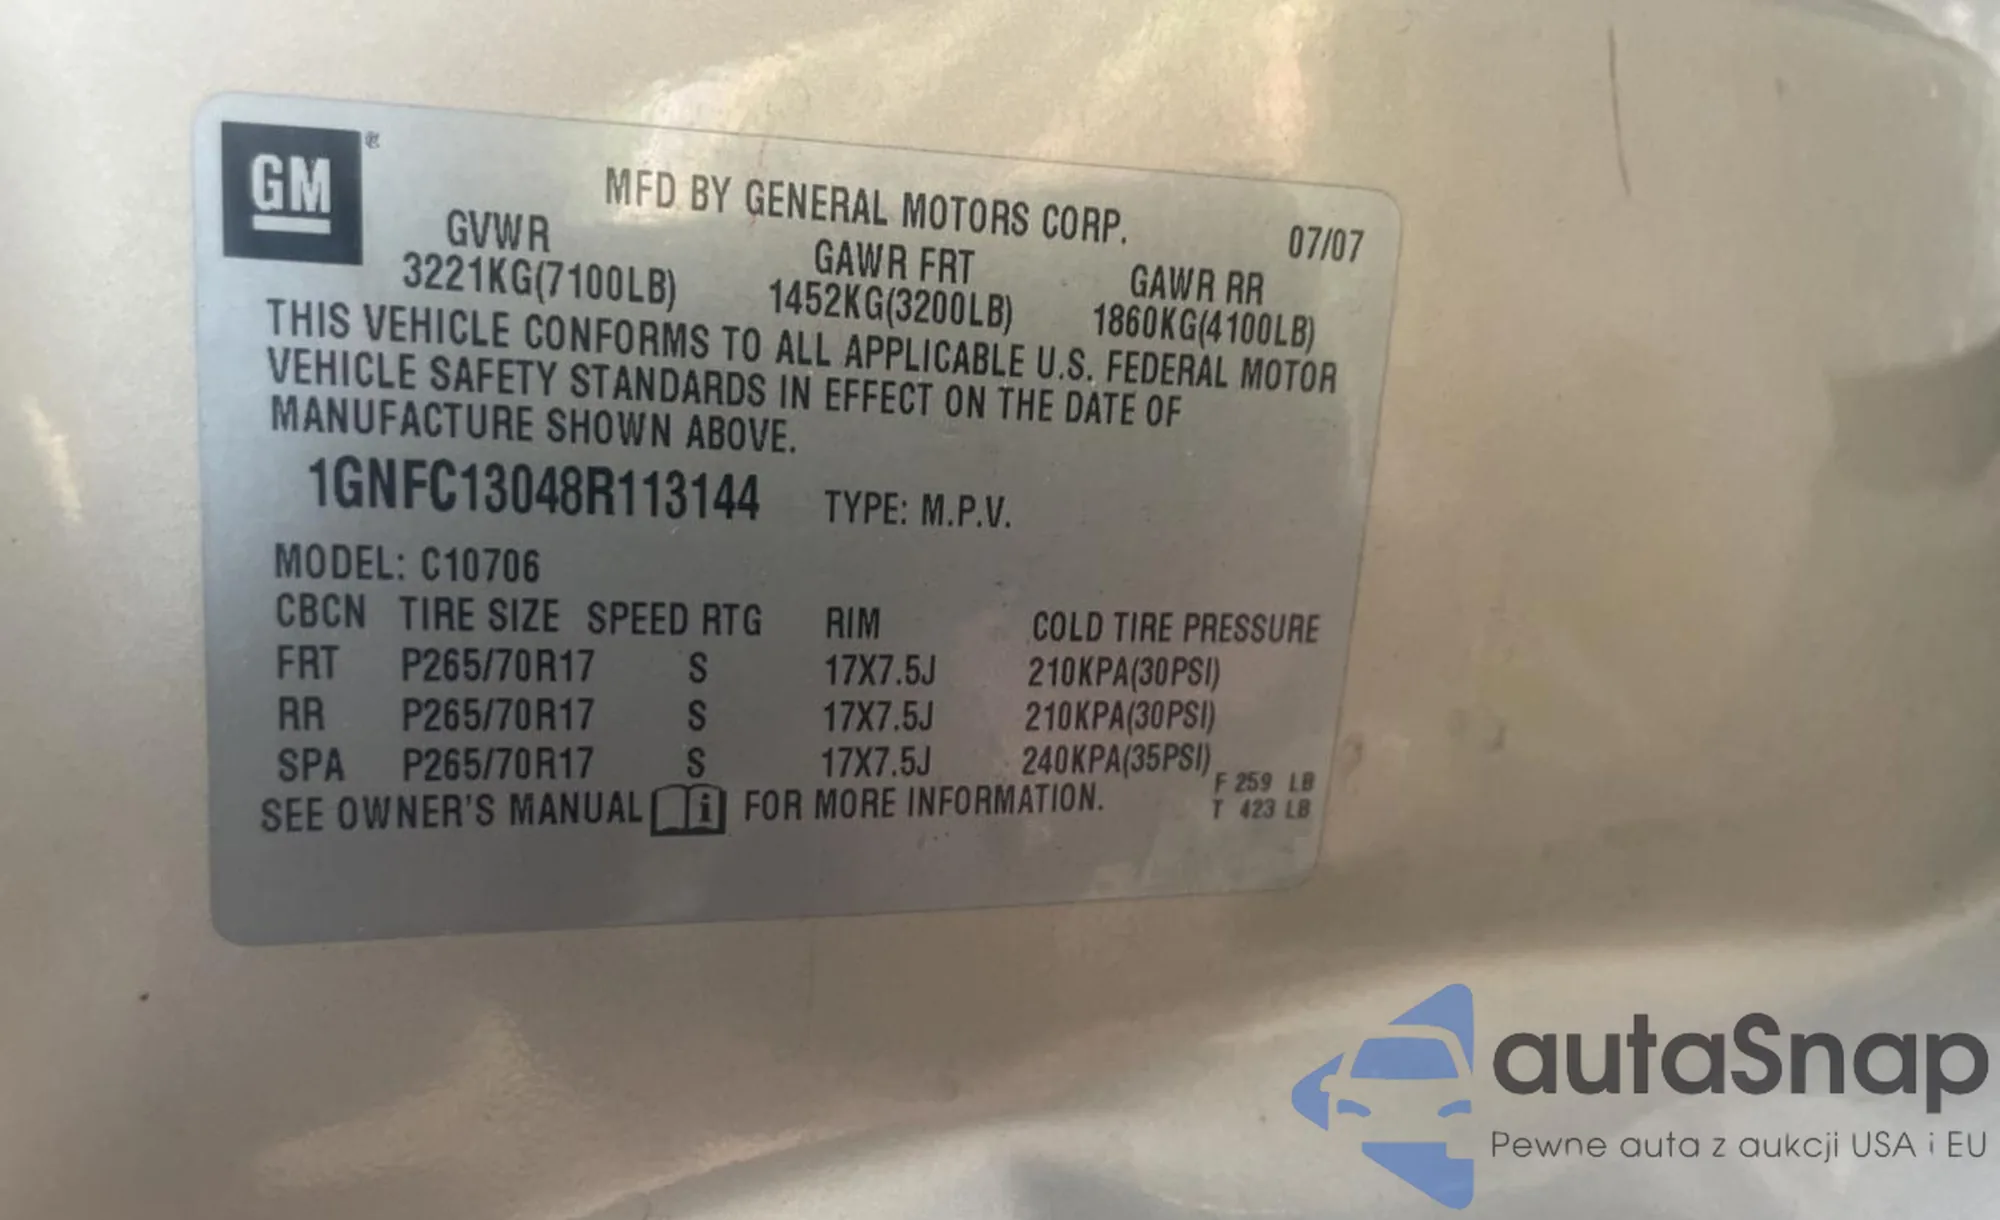 GM®
MFD BY GENERAL MOTORS CORP. 07/07
GVWR GAWR FRT GAWR RR
3221KG(7100LB) 1452KG(3200LB) 1860KG(4100LB)
THIS VEHICLE CONFORMS TO ALL APPLICABLE U.S. FEDERAL MOTOR
VEHICLE SAFETY STANDARDS IN EFFECT ON THE DATE OF
MANUFACTURE SHOWN ABOVE.
1GNFC13048R113144 TYPE: M.P.V.
MODEL: C10706
CBCN TIRE SIZE SPEED RTG RIM COLD TIRE PRESSURE
FRT P265/70R17 S 17X7.5J 210KPA(30PSI)
RR P265/70R17 S 17X7.5J 210KPA(30PSI)
SPA P265/70R17 S 17X7.5J 240KPA(35PSI)
F 259 LB
SEE OWNER'S MANUAL i FOR MORE INFORMATION. T 423 LB
autaSnap
Pewne auta z aukcji USA i EU